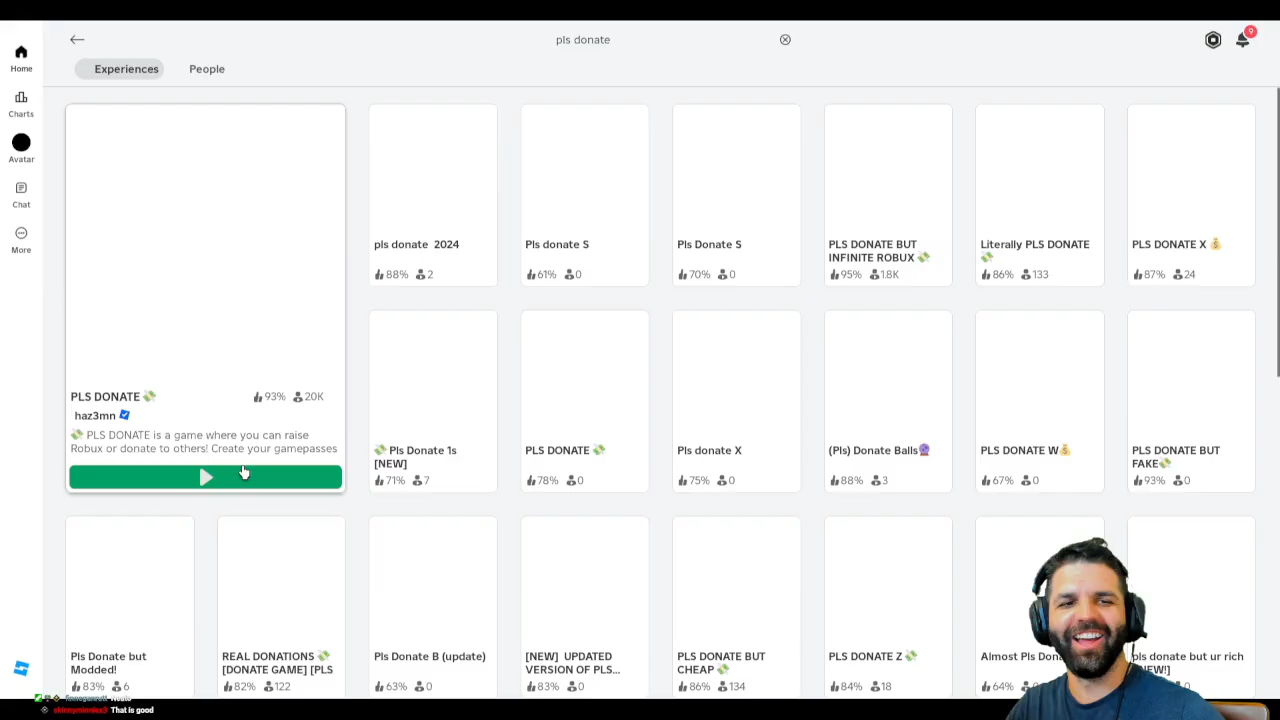 pls donate
9
Home
Charts
Avatar
Chat
More
Experiences
People
PLS DONATE 💸
93% 20K
haz3mn
💸 PLS DONATE is a game where you can raise
Robux or donate to others! Create your gamepasses
pls donate 2024
88% 2
Pls donate S
61% 0
Pls Donate S
70% 0
PLS DONATE BUT
INFINITE ROBUX 💸
95% 1.8K
Literally PLS DONATE
💸
86% 133
PLS DONATE X 💰
87% 24
💸 Pls Donate 1s
[NEW]
71% 7
PLS DONATE 💸
78% 0
Pls donate X
75% 0
(Pls) Donate Balls🔮
88% 3
PLS DONATE W💰
67% 0
PLS DONATE BUT
FAKE💸
93% 0
Pls Donate but
Modded!
83% 6
REAL DONATIONS 💸
[DONATE GAME] [PLS
82% 122
Pls Donate B (update)
63% 0
[NEW] UPDATED
VERSION OF PLS...
83% 0
PLS DONATE BUT
CHEAP 💸
86% 134
PLS DONATE Z 💸
84% 18
Almost Pls Don
64%
pls donate but ur rich
0
That is good